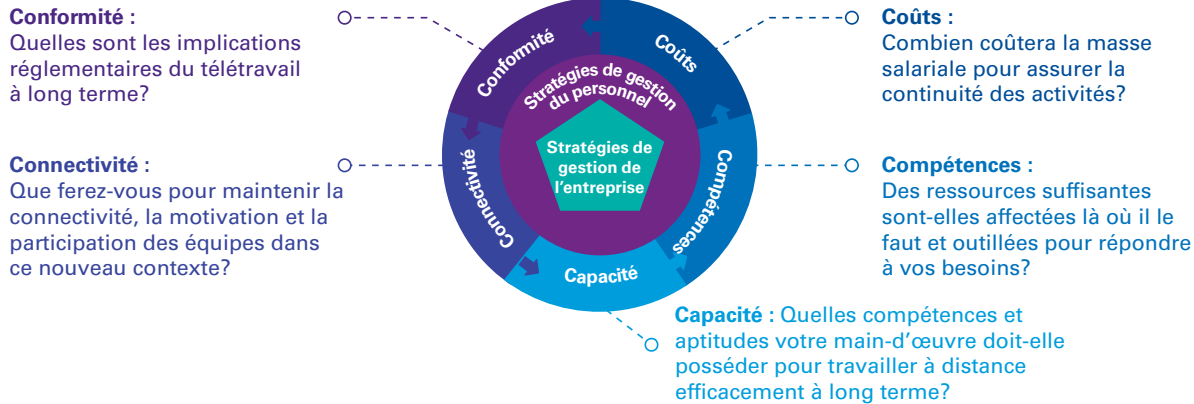 Conformité :
Quelles sont les implications
réglementaires du télétravail
à long terme?
Connectivité :
Que ferez-vous pour maintenir la
connectivité, la motivation et la
participation des équipes dans
ce nouveau contexte?
Conformité
Coûts
Compétences
Capacité
Connectivité
Stratégies de gestion
du personnel
Stratégies de
gestion de
l’entreprise
Coûts :
Combien coûtera la masse
salariale pour assurer la
continuité des activités?
Compétences :
Des ressources suffisantes
sont-elles affectées là où il le
faut et outillées pour répondre
à vos besoins?
Capacité : Quelles compétences et
aptitudes votre main-d’œuvre doit-elle
posséder pour travailler à distance
efficacement à long terme?